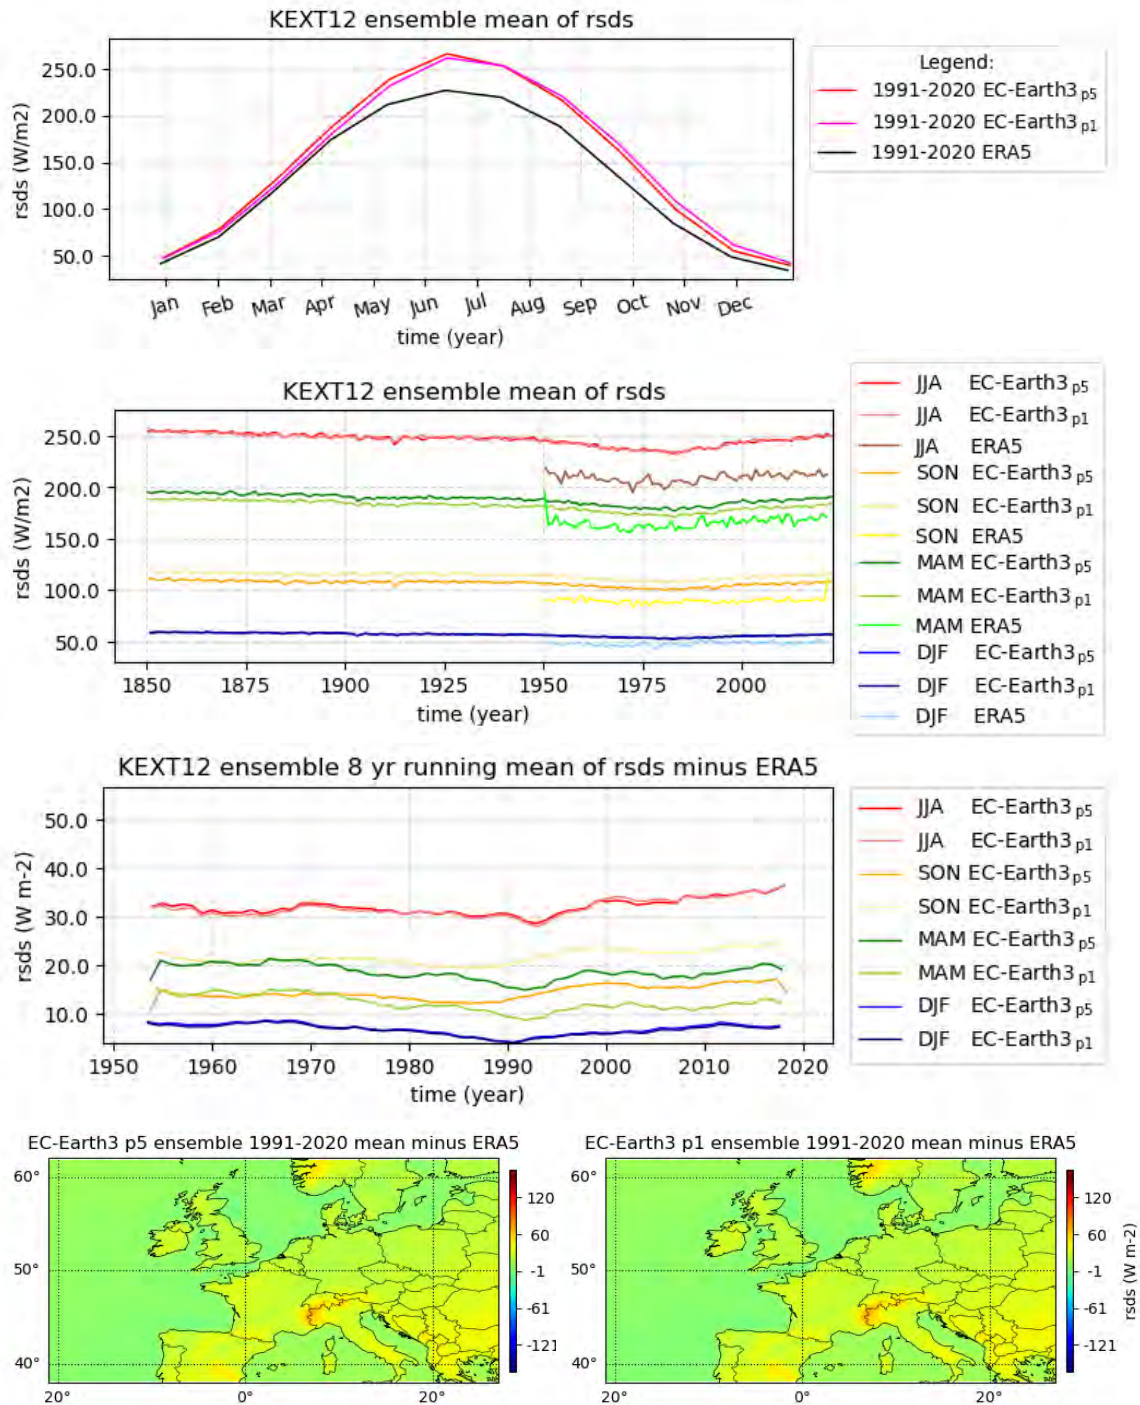 KEXT12 ensemble mean of rsds
250.0
200.0
150.0
100.0
50.0
rsds (W/m2)
Jan Feb Mar Apr May Jun Jul Aug Sep Oct Nov Dec
time (year)
Legend:
1991-2020 EC-Earth3 p5
1991-2020 EC-Earth3 p1
1991-2020 ERA5
KEXT12 ensemble mean of rsds
250.0
200.0
150.0
100.0
50.0
rsds (W/m2)
1850 1875 1900 1925 1950 1975 2000
time (year)
JJA EC-Earth3 p5
JJA EC-Earth3 p1
JJA ERA5
SON EC-Earth3 p5
SON EC-Earth3 p1
SON ERA5
MAM EC-Earth3 p5
MAM EC-Earth3 p1
MAM ERA5
DJF EC-Earth3 p5
DJF EC-Earth3 p1
DJF ERA5
KEXT12 ensemble 8 yr running mean of rsds minus ERA5
50.0
40.0
30.0
20.0
10.0
rsds (W m-2)
1950 1960 1970 1980 1990 2000 2010 2020
time (year)
JJA EC-Earth3 p5
JJA EC-Earth3 p1
SON EC-Earth3 p5
SON EC-Earth3 p1
MAM EC-Earth3 p5
MAM EC-Earth3 p1
DJF EC-Earth3 p5
DJF EC-Earth3 p1
EC-Earth3 p5 ensemble 1991-2020 mean minus ERA5
60°
50°
40°
20° 0° 20°
120
60
-1
-61
-121
EC-Earth3 p1 ensemble 1991-2020 mean minus ERA5
60°
50°
40°
20° 0° 20°
120
60
-1
-61
-121
rsds (W m-2)